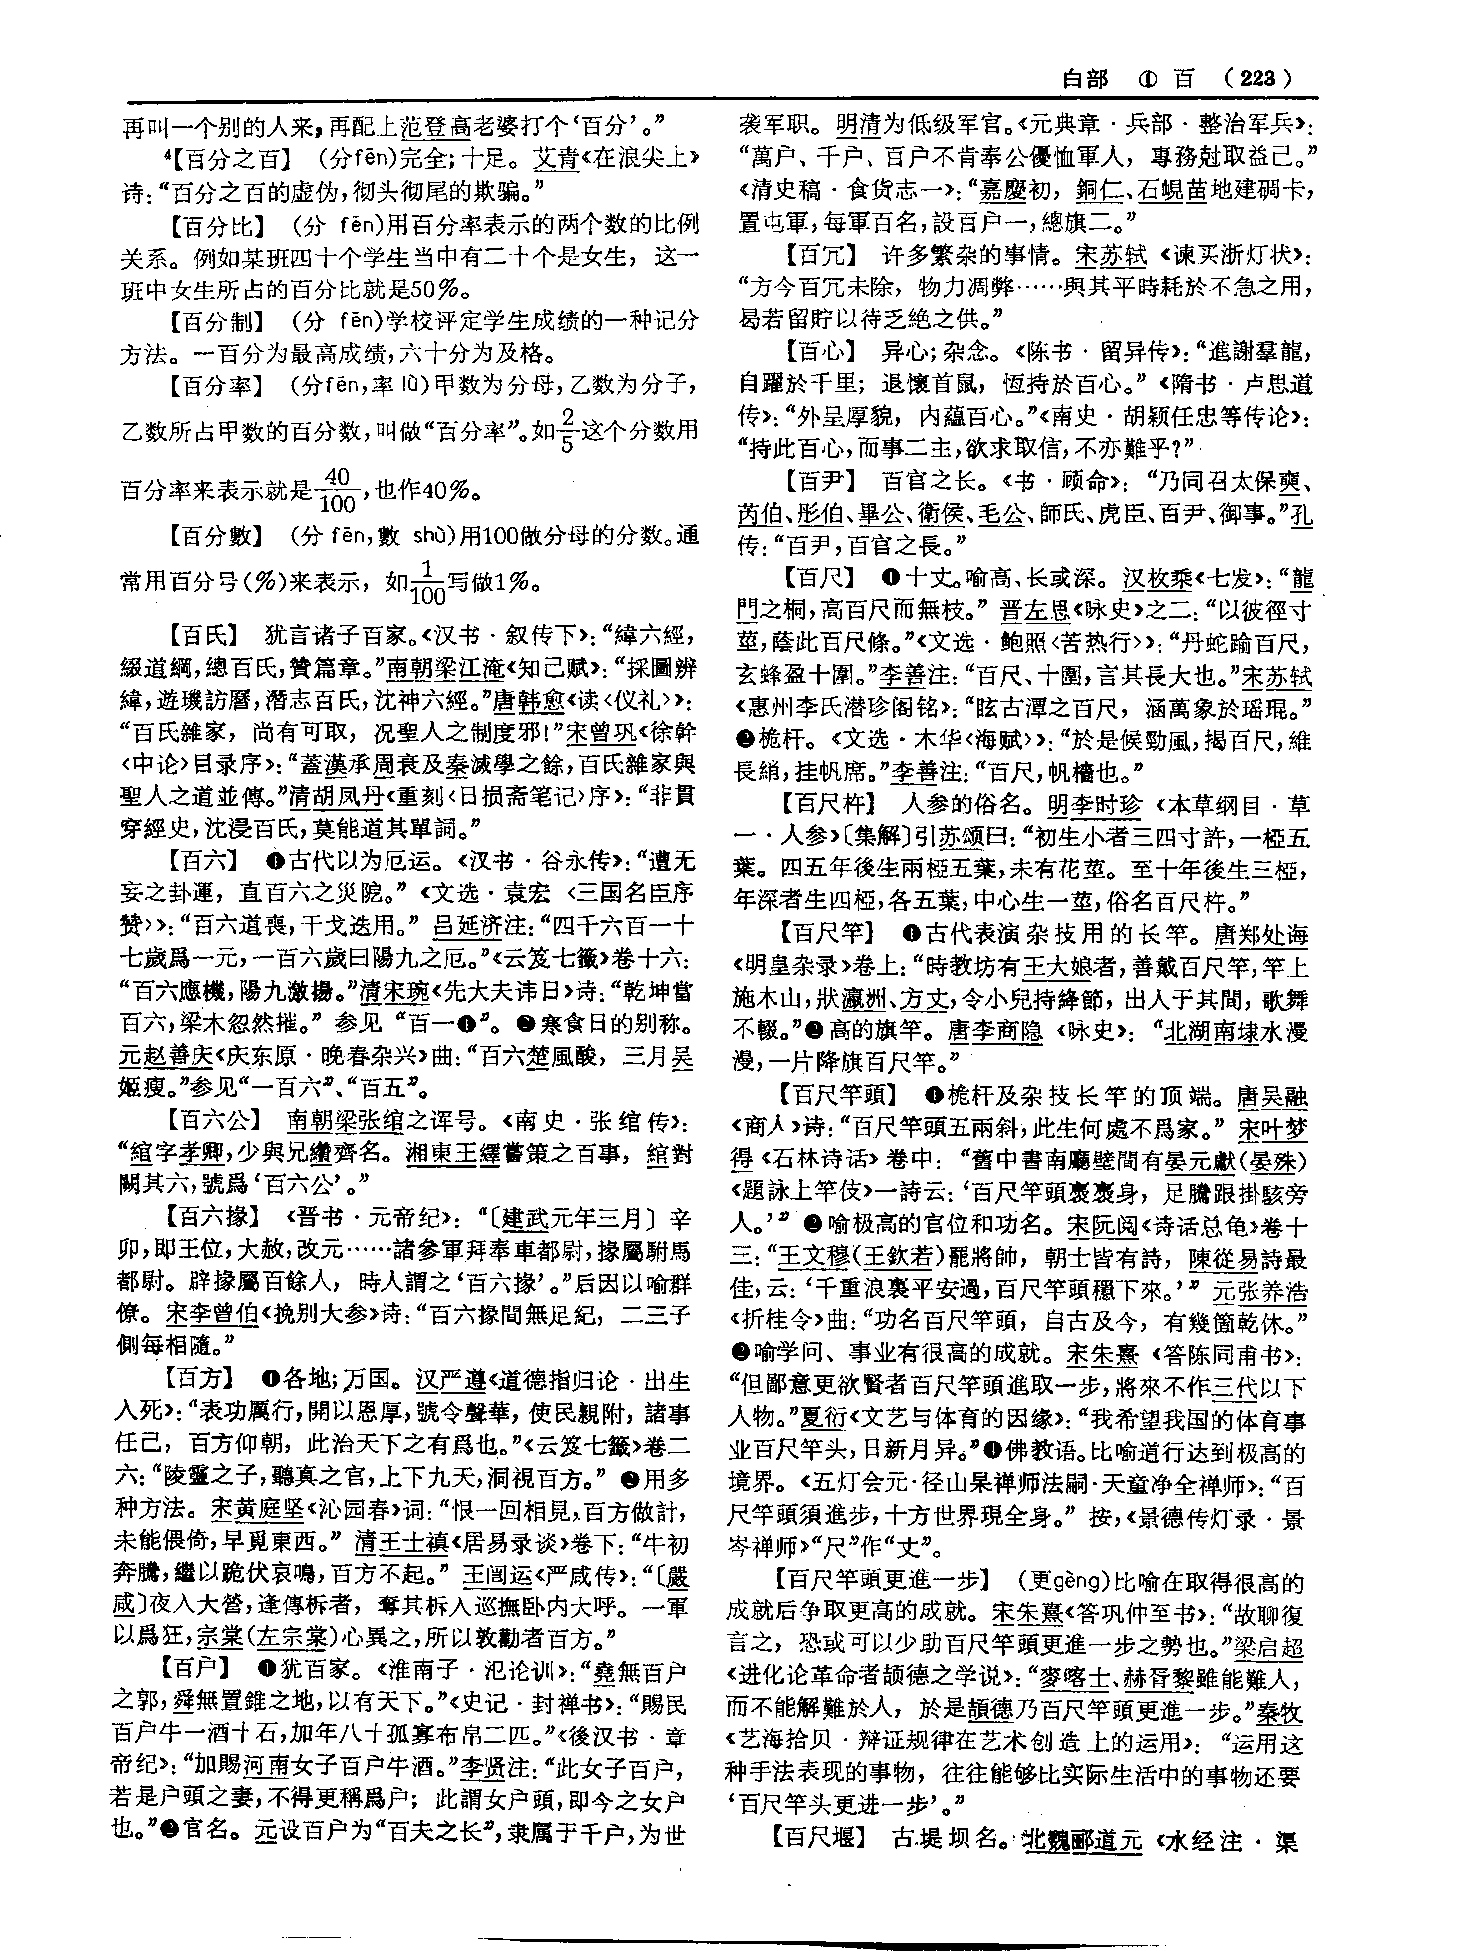 白部 ① 百 （223）
再叫一个别的人来，再配上范登高老婆打个‘百分’。”
4【百分之百】 （分fēn）完全；十足。艾青《在浪尖上》
诗：“百分之百的虚伪，彻头彻尾的欺骗。”
【百分比】 （分 fēn）用百分率表示的两个数的比例
关系。例如某班四十个学生当中有二十个是女生，这一
班中女生所占的百分比就是50％。
【百分制】 （分 fēn）学校评定学生成绩的一种记分
方法。一百分为最高成绩，六十分为及格。
【百分率】 （分fēn，率 lǜ）甲数为分母，乙数为分子，
乙数所占甲数的百分数，叫做“百分率”。如2/5这个分数用
百分率来表示就是40/100，也作40％。
【百分數】 （分 fēn，數 shù）用100做分母的分数。通
常用百分号（％）来表示，如1/100写做1％。
【百氏】 犹言诸子百家。《汉书·叙传下》：“緯六經，
綴道綱，總百氏，贊篇章。”南朝梁江淹《知己赋》：“採圖辨
緯，遊璣訪曆，潛志百氏，沈神六經。”唐韩愈《读〈仪礼〉》：
“百氏雜家，尚有可取，况聖人之制度邪！”宋曾巩《徐幹
〈中论〉目录序》：“蓋漢承周衰及秦滅學之餘，百氏雜家與
聖人之道並傳。”清胡凤丹《重刻〈日损斋笔记〉序》：“非貫
穿經史，沈浸百氏，莫能道其單詞。”
【百六】 ❶古代以为厄运。《汉书·谷永传》：“遭无
妄之卦運，直百六之災阸。”《文选·袁宏〈三国名臣序
赞〉》：“百六道喪，干戈迭用。”吕延济注：“四千六百一十
七歲爲一元，一百六歲曰陽九之厄。”《云笈七籤》卷十六：
“百六應機，陽九激揚。”清宋琬《先大夫讳日》诗：“乾坤當
百六，梁木忽然摧。”参见“百一❶”。❷寒食日的别称。
元赵善庆《庆东原·晚春杂兴》曲：“百六楚風酸，三月吴
姬瘦。”参见“一百六”、“百五”。
【百六公】 南朝梁张绾之诨号。《南史·张绾传》：
“綰字孝卿，少與兄纘齊名。湘東王繹嘗策之百事，綰對
闕其六，號爲‘百六公’。”
【百六掾】 《晋书·元帝纪》：“〔建武元年三月〕辛
卯，即王位，大赦，改元……諸參軍拜奉車都尉，掾屬駙馬
都尉。辟掾屬百餘人，時人謂之‘百六掾’。”后因以喻群
僚。宋李曾伯《挽别大参》诗：“百六掾間無足紀，二三子
側每相隨。”
【百方】 ❶各地；万国。汉严遵《道德指归论·出生
入死》：“表功厲行，開以恩厚，號令聲華，使民親附，諸事
任己，百方仰朝，此治天下之有爲也。”《云笈七籤》卷二
六：“陵靈之子，聽真之官，上下九天，洞視百方。”❷用多
种方法。宋黄庭坚《沁园春》词：“恨一回相見，百方做計，
未能偎倚，早覓東西。”清王士禛《居易录谈》卷下：“牛初
奔騰，繼以跪伏哀鳴，百方不起。”王闿运《严咸传》：“〔嚴
咸〕夜入大營，逢傳柝者，奪其柝入巡撫卧内大呼。一軍
以爲狂，宗棠（左宗棠）心異之，所以敦勸者百方。”
【百户】 ❶犹百家。《淮南子·氾论训》：“堯無百户
之郭，舜無置錐之地，以有天下。”《史记·封禅书》：“賜民
百户牛一酒十石，加年八十孤寡布帛二匹。”《後汉书·章
帝纪》：“加賜河南女子百户牛酒。”李贤注：“此女子百户，
若是户頭之妻，不得更稱爲户；此謂女户頭，即今之女户
也。”❷官名。元设百户为“百夫之长”，隶属于千户，为世
袭军职。明清为低级军官。《元典章·兵部·整治军兵》：
“萬户、千户、百户不肯奉公優恤軍人，專務尅取益己。”
《清史稿·食货志一》：“嘉慶初，銅仁、石峴苗地建碉卡，
置屯軍，每軍百名，設百户一，總旗二。”
【百冗】 许多繁杂的事情。宋苏轼《谏买浙灯状》：
“方今百冗未除，物力凋弊……與其平時耗於不急之用，
曷若留貯以待乏絶之供。”
【百心】 异心；杂念。《陈书·留异传》：“進謝羣龍，
自躍於千里；退懷首鼠，恆持於百心。”《隋书·卢思道
传》：“外呈厚貌，内蘊百心。”《南史·胡颖任忠等传论》：
“持此百心，而事二主，欲求取信，不亦難乎？”
【百尹】 百官之长。《书·顾命》：“乃同召太保奭、
芮伯、彤伯、畢公、衛侯、毛公、師氏、虎臣、百尹、御事。”孔
传：“百尹，百官之長。”
【百尺】 ❶十丈。喻高、长或深。汉枚乘《七发》：“龍
門之桐，高百尺而無枝。”晋左思《咏史》之二：“以彼徑寸
莖，蔭此百尺條。”《文选·鲍照〈苦热行〉》：“丹蛇踰百尺，
玄蜂盈十圍。”李善注：“百尺、十圍，言其長大也。”宋苏轼
《惠州李氏潜珍阁铭》：“眩古潭之百尺，涵萬象於瑶琨。”
❷桅杆。《文选·木华〈海赋〉》：“於是候勁風，揭百尺，維
長綃，挂帆席。”李善注：“百尺，帆檣也。”
【百尺杵】 人参的俗名。明李时珍《本草纲目·草
一·人参》〔集解〕引苏颂曰：“初生小者三四寸許，一椏五
葉。四五年後生兩椏五葉，未有花莖。至十年後生三椏，
年深者生四椏，各五葉，中心生一莖，俗名百尺杵。”
【百尺竿】 ❶古代表演杂技用的长竿。唐郑处海
《明皇杂录》卷上：“時教坊有王大娘者，善戴百尺竿，竿上
施木山，狀瀛洲、方丈，令小兒持絳節，出入于其間，歌舞
不輟。”❷高的旗竿。唐李商隐《咏史》：“北湖南埭水漫
漫，一片降旗百尺竿。”
【百尺竿頭】 ❶桅杆及杂技长竿的顶端。唐吴融
《商人》诗：“百尺竿頭五兩斜，此生何處不爲家。”宋叶梦
得《石林诗话》卷中：“舊中書南廳壁間有晏元獻（晏殊）
《題詠上竿伎》一詩云：‘百尺竿頭裊裊身，足騰跟掛駭旁
人。’”❷喻极高的官位和功名。宋阮阅《诗话总龟》卷十
三：“王文穆（王欽若）罷將帥，朝士皆有詩，陳從易詩最
佳，云：‘千重浪裏平安過，百尺竿頭穩下來。’”元张养浩
《折桂令》曲：“功名百尺竿頭，自古及今，有幾箇乾休。”
❸喻学问、事业有很高的成就。宋朱熹《答陈同甫书》：
“但鄙意更欲賢者百尺竿頭進取一步，將來不作三代以下
人物。”夏衍《文艺与体育的因缘》：“我希望我国的体育事
业百尺竿头，日新月异。”❹佛教语。比喻道行达到极高的
境界。《五灯会元·径山杲禅师法嗣·天童净全禅师》：“百
尺竿頭須進步，十方世界現全身。”按，《景德传灯录·景
岑禅师》“尺”作“丈”。
【百尺竿頭更進一步】 （更gèng）比喻在取得很高的
成就后争取更高的成就。宋朱熹《答巩仲至书》：“故聊復
言之，恐或可以少助百尺竿頭更進一步之勢也。”梁启超
《进化论革命者颉德之学说》：“麥喀士、赫胥黎雖能難人，
而不能解難於人，於是頡德乃百尺竿頭更進一步。”秦牧
《艺海拾贝·辩证规律在艺术创造上的运用》：“运用这
种手法表现的事物，往往能够比实际生活中的事物还要
‘百尺竿头更进一步’。”
【百尺堰】 古堤坝名。北魏郦道元《水经注·渠